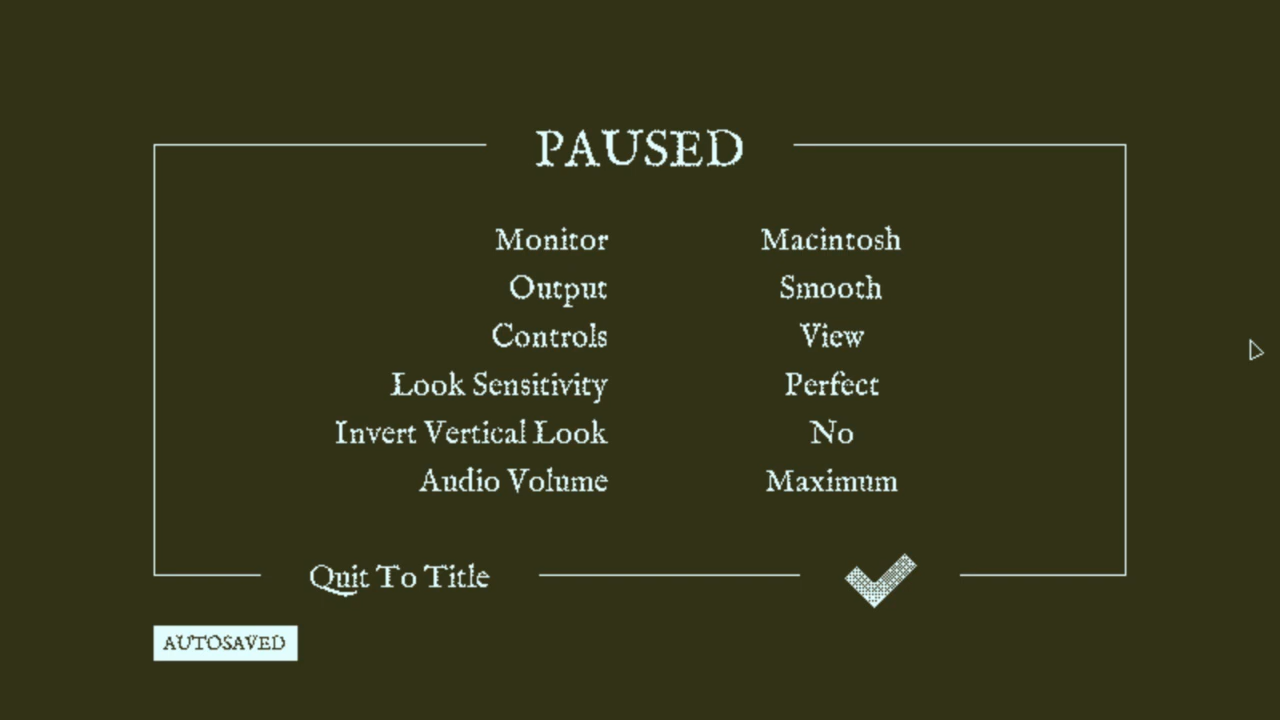 PAUSED
Monitor Macintosh
Output Smooth
Controls View
Look Sensitivity Perfect
Invert Vertical Look No
Audio Volume Maximum
Quit To Title
AUTOSAVED